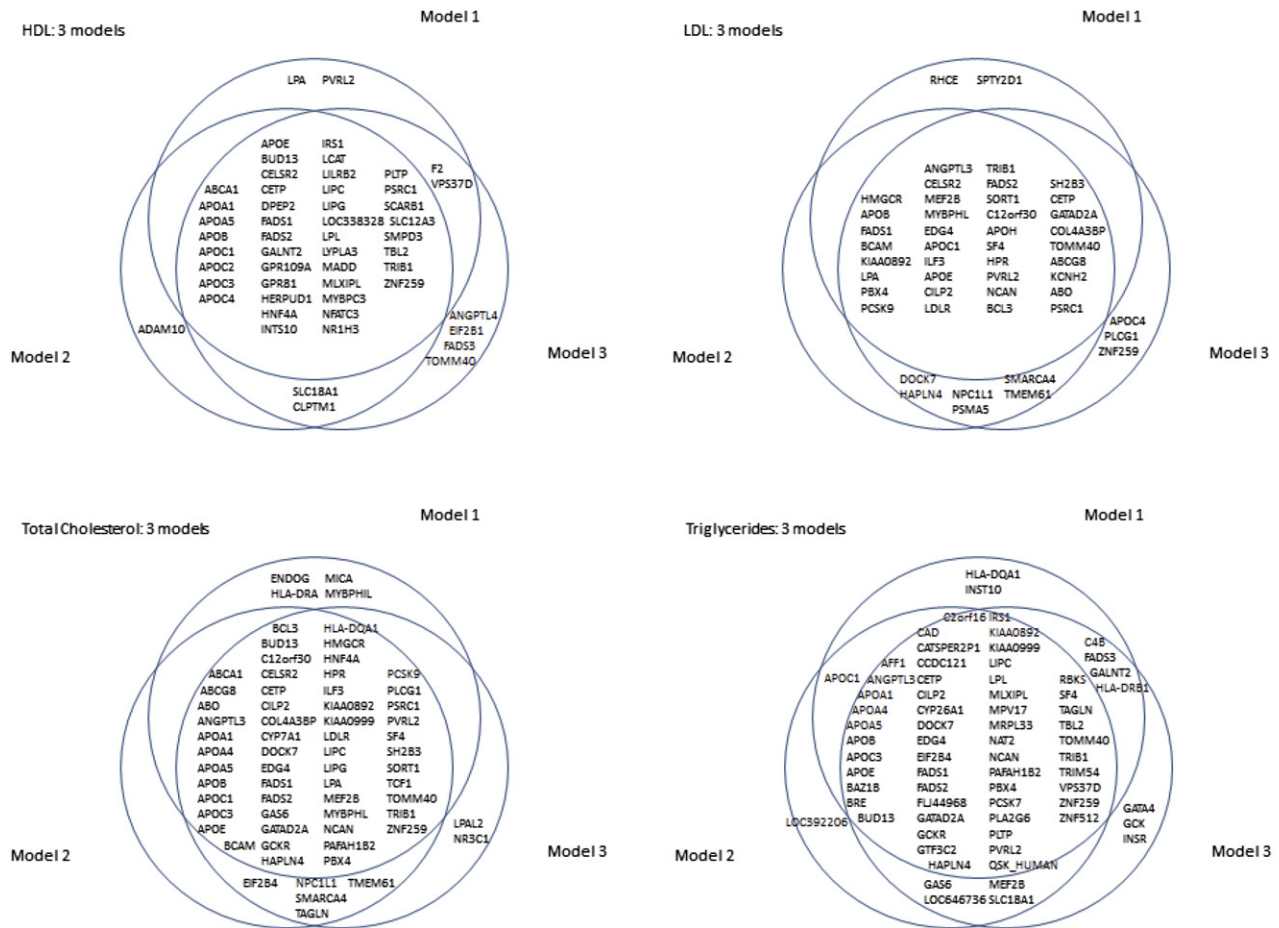 HDL: 3 models
Model 1
LPA PVRL2
APOE IRS1
BUD13 LCAT
CELSR2 LILRB2 PLTP
F2
ABCA1 CETP LIPC PSRC1
VPS37D
APOA1 DPEP2 LIPG SCARB1
APOA5 FADS1 LOC338328 SLC12A3
APOB FADS2 LPL SMPD3
APOC1 GALNT2 LYPLA3 TBL2
APOC2 GPR109A MADD TRIB1
APOC3 GPR81 MLXIPL ZNF259
APOC4 HERPUD1 MYBPC3
HNF4A NFATC3
INTS10 NR1H3
ADAM10
ANGPTL4
EIF2B1
FADS3
TOMM40
Model 2
Model 3
SLC18A1
CLPTM1
LDL: 3 models
Model 1
RHCE SPTY2D1
ANGPTL3 TRIB1
CELSR2 FADS2 SH2B3
HMGCR MEF2B SORT1 CETP
APOB MYBPHL C12orf30 GATAD2A
FADS1 EDG4 APOH COL4A3BP
BCAM APOC1 SF4 TOMM40
KIAA0892 ILF3 HPR ABCG8
LPA APOE PVRL2 KCNH2
PBX4 CILP2 NCAN ABO
PCSK9 LDLR BCL3 PSRC1
APOC4
PLCG1
ZNF259
Model 2
Model 3
DOCK7 SMARCA4
HAPLN4 NPC1L1 TMEM61
PSMA5
Total Cholesterol: 3 models
Model 1
ENDOG MICA
HLA-DRA MYBPHIL
BCL3 HLA-DQA1
BUD13 HMGCR
C12orf30 HNF4A
ABCA1 CELSR2 HPR PCSK9
ABCG8 CETP ILF3 PLCG1
ABO CILP2 KIAA0892 PSRC1
ANGPTL3 COL4A3BP KIAA0999 PVRL2
APOA1 CYP7A1 LDLR SF4
APOA4 DOCK7 LIPC SH2B3
APOA5 EDG4 LIPG SORT1
APOB FADS1 LPA TCF1
APOC1 FADS2 MEF2B TOMM40
APOC3 GAS6 MYBPHL TRIB1
APOE GATAD2A NCAN ZNF259
BCAM GCKR PAFAH1B2
HAPLN4 PBX4
LPAL2
NR3C1
Model 2
Model 3
EIF2B4 NPC1L1 TMEM61
SMARCA4
TAGLN
Triglycerides: 3 models
Model 1
HLA-DQA1
INST10
C2orf16 IRS1
CAD KIAA0892
CATSPER2P1 KIAA0999
AFF1 CCDC121 LIPC
C4B
FADS3
GALNT2
HLA-DRB1
APOC1 ANGPTL3 CETP LPL RBKS
APOA1 CILP2 MLXIPL SF4
APOA4 CYP26A1 MPV17 TAGLN
APOA5 DOCK7 MRPL33 TBL2
APOB EDG4 NAT2 TOMM40
APOC3 EIF2B4 NCAN TRIB1
APOE FADS1 PAFAH1B2 TRIM54
BAZ1B FADS2 PBX4 VPS37D
BRE FLJ44968 PCSK7 ZNF259
LOC392206 BUD13 GATAD2A PLA2G6 ZNF512
GCKR PLTP
GTF3C2 PVRL2
HAPLN4 QSK_HUMAN
GATA4
GCK
INSR
Model 2
Model 3
GAS6 MEF2B
LOC646736 SLC18A1